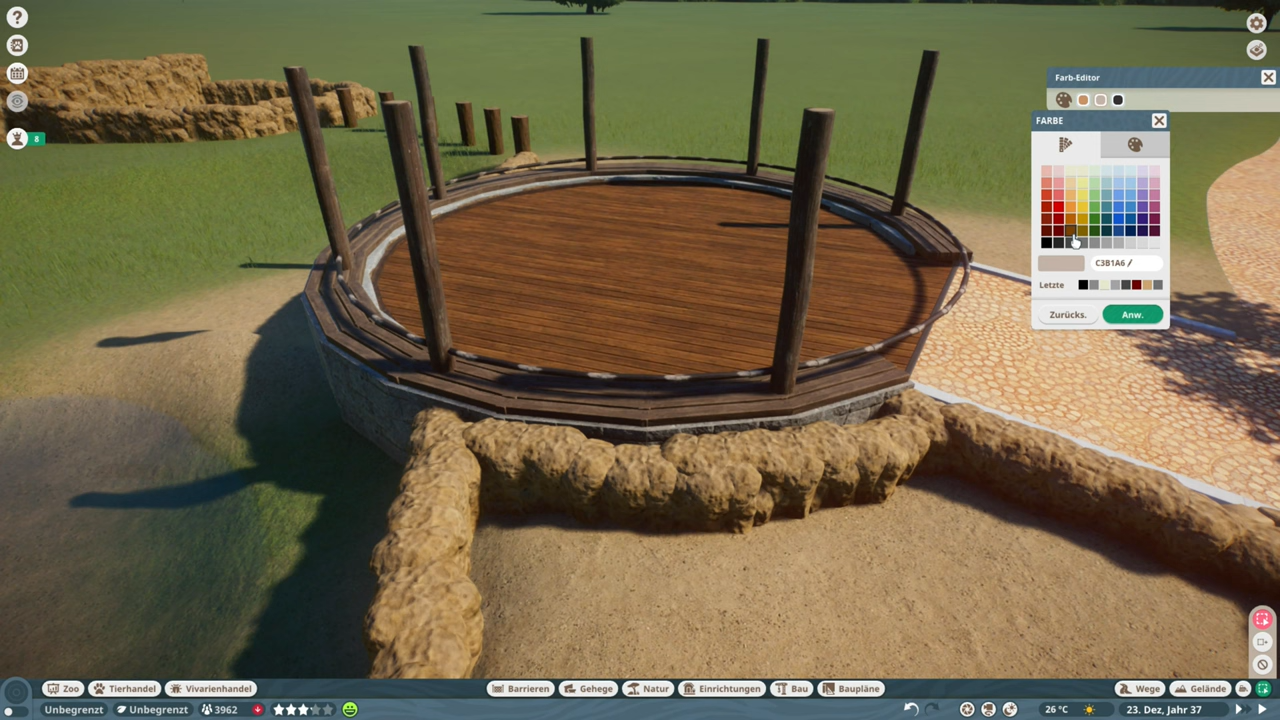 ?
8
Farb-Editor
FARBE
C3B1A6
Letzte
Zurücks. Anw.
Zoo Tierhandel Vivarienhandel Barrieren Gehege Natur Einrichtungen Bau Baupläne Wege Gelände
Unbegrenzt Unbegrenzt 3962 26 °C 23. Dez, Jahr 37